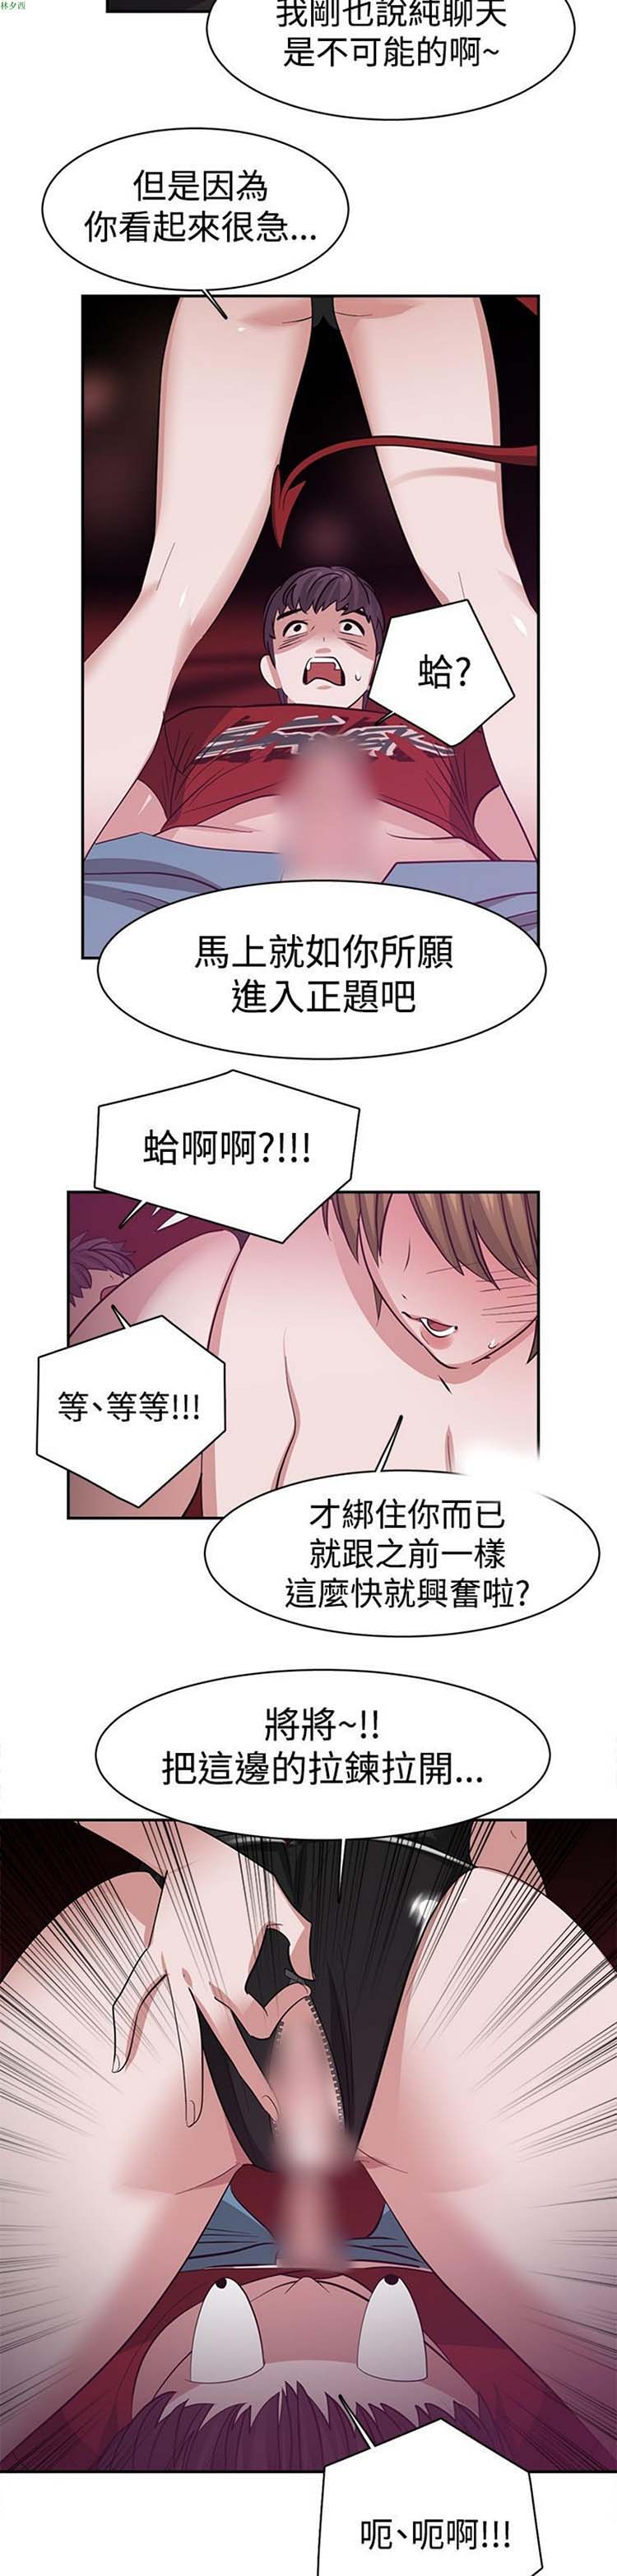 林夕西
我剛也說純聊天
是不可能的啊~
但是因為
你看起來很急...
蛤?
馬上就如你所願
進入正題吧
蛤啊啊?!!!
等、等等!!!
才綁住你而已
就跟之前一樣
這麼快就興奮啦?
將將~!!
把這邊的拉鍊拉開...
呃、呃啊!!!